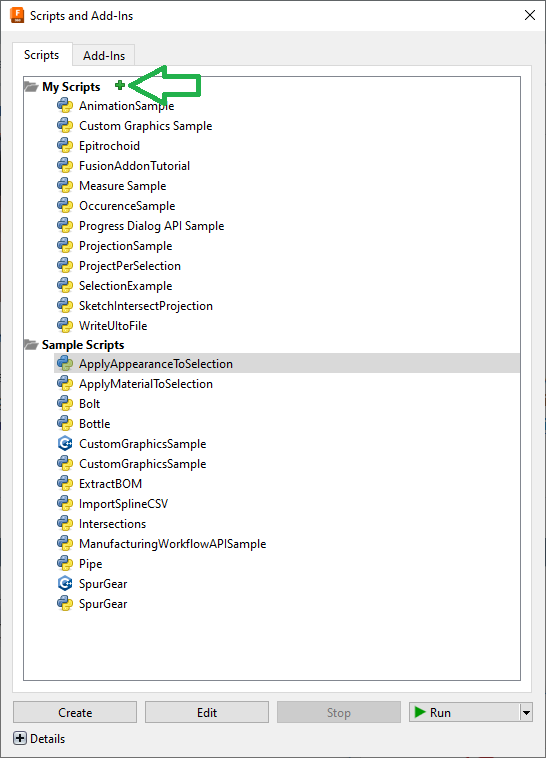 Scripts and Add-Ins
Scripts
Add-Ins
My Scripts
AnimationSample
Custom Graphics Sample
Epitrochoid
FusionAddonTutorial
Measure Sample
OccurenceSample
Progress Dialog API Sample
ProjectionSample
ProjectPerSelection
SelectionExample
SketchIntersectProjection
WriteUItoFile
Sample Scripts
ApplyAppearanceToSelection
ApplyMaterialToSelection
Bolt
Bottle
CustomGraphicsSample
CustomGraphicsSample
ExtractBOM
ImportSplineCSV
Intersections
ManufacturingWorkflowAPISample
Pipe
SpurGear
SpurGear
Create
Edit
Stop
Run
Details